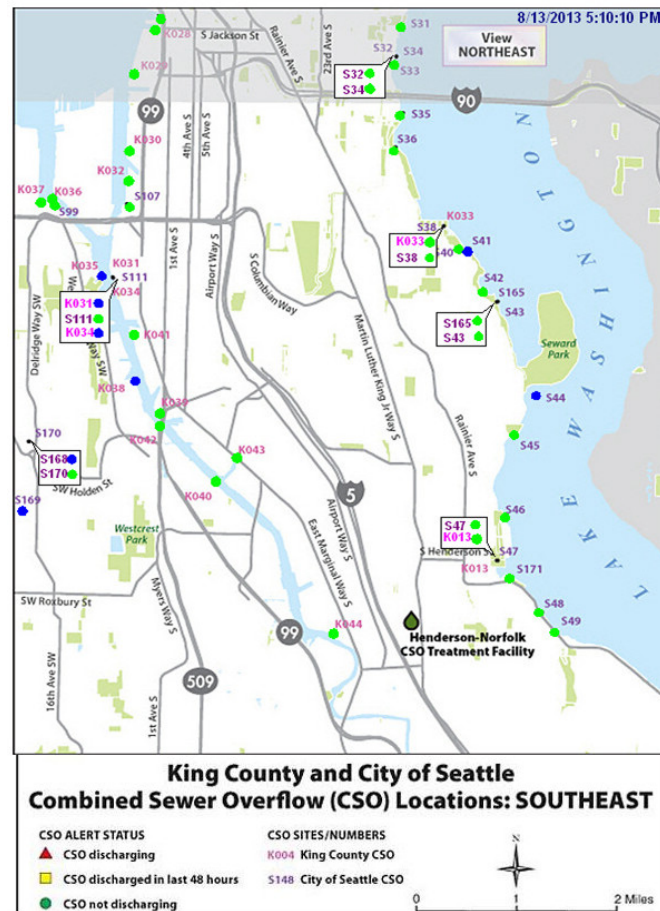 8/13/2013 5:10:10 PM
View
NORTHEAST
K028
S Jackson St
Rainier Ave S
23rd Ave S
S31
S32
S34
S33
S32
S34
K029
99
4th Ave S
5th Ave S
90
S35
S36
K030
K032
S107
K037
K036
S99
1st Ave S
Airport Way S
S Columbian Way
K033
S38
K033
S38
S40
S41
S42
S165
S43
S165
S43
K035
K031
S111
K034
K031
S111
K034
Delridge Way SW
Way SW
K041
K038
K039
K042
Martin Luther King Jr Way S
Seward
Park
LAKE WASHINGTON
S44
S45
Rainier Ave S
S170
S168
S170
SW Holden St
S169
K043
K040
5
Westcrest
Park
Airport Way S
East Marginal Way S
S46
S47
K013
S Henderson S
S47
K013
S171
S48
S49
SW Roxbury St
Myers Way S
99
K044
Henderson-Norfolk
CSO Treatment Facility
509
16th Ave SW
1st Ave S
King County and City of Seattle
Combined Sewer Overflow (CSO) Locations: SOUTHEAST
CSO ALERT STATUS
CSO SITES/NUMBERS
N
CSO discharging
K004 King County CSO
CSO discharged in last 48 hours
S148 City of Seattle CSO
CSO not discharging
0 1 2 Miles